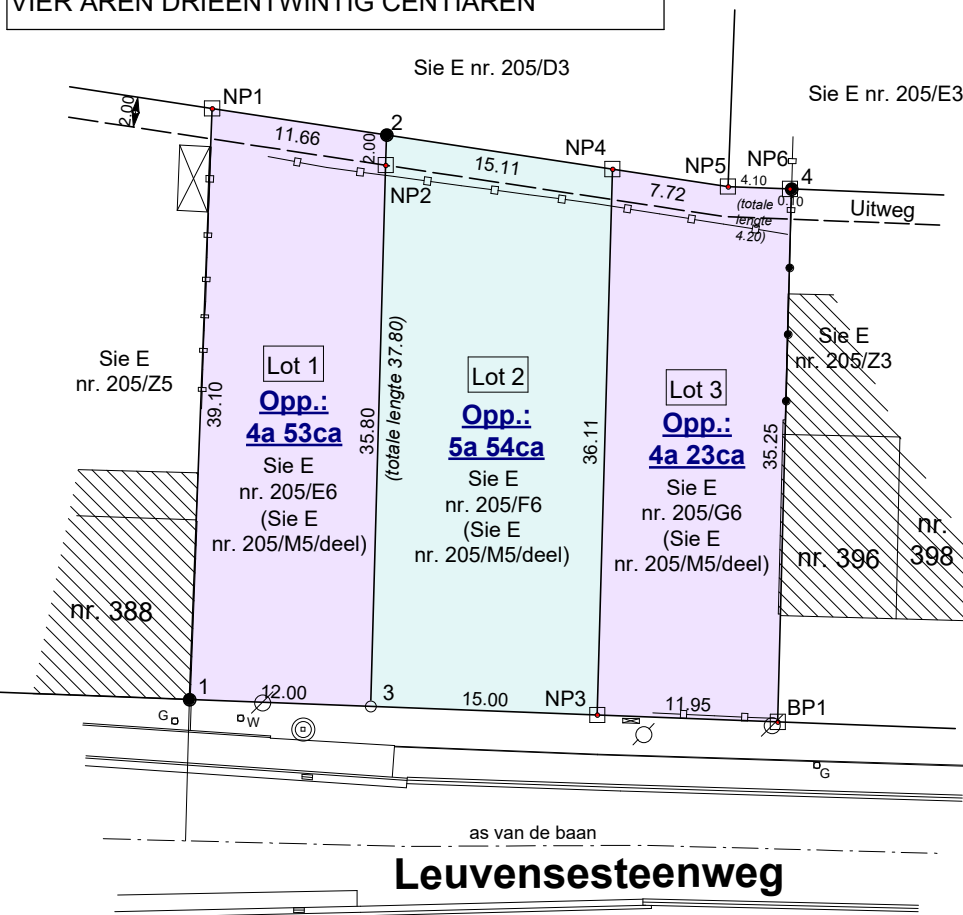 VIER AREN DRIEENTWINTIG CENTIAREN
Sie E nr. 205/D3
Sie E nr. 205/E3
2.00
NP1
11.66
2
2.00
NP2
15.11
NP4
7.72
NP5
NP6
4.10
4
0.10
(totale
lengte
4.20)
Uitweg
Sie E
nr. 205/Z5
39.10
Lot 1
Opp.:
4a 53ca
Sie E
nr. 205/E6
(Sie E
nr. 205/M5/deel)
35.80
(totale lengte 37.80)
Lot 2
Opp.:
5a 54ca
Sie E
nr. 205/F6
(Sie E
nr. 205/M5/deel)
36.11
Lot 3
Opp.:
4a 23ca
Sie E
nr. 205/G6
(Sie E
nr. 205/M5/deel)
35.25
Sie E
nr. 205/Z3
nr. 396
nr.
398
nr. 388
1
12.00
3
15.00
NP3
11.95
BP1
G
W
G
as van de baan
Leuvensesteenweg